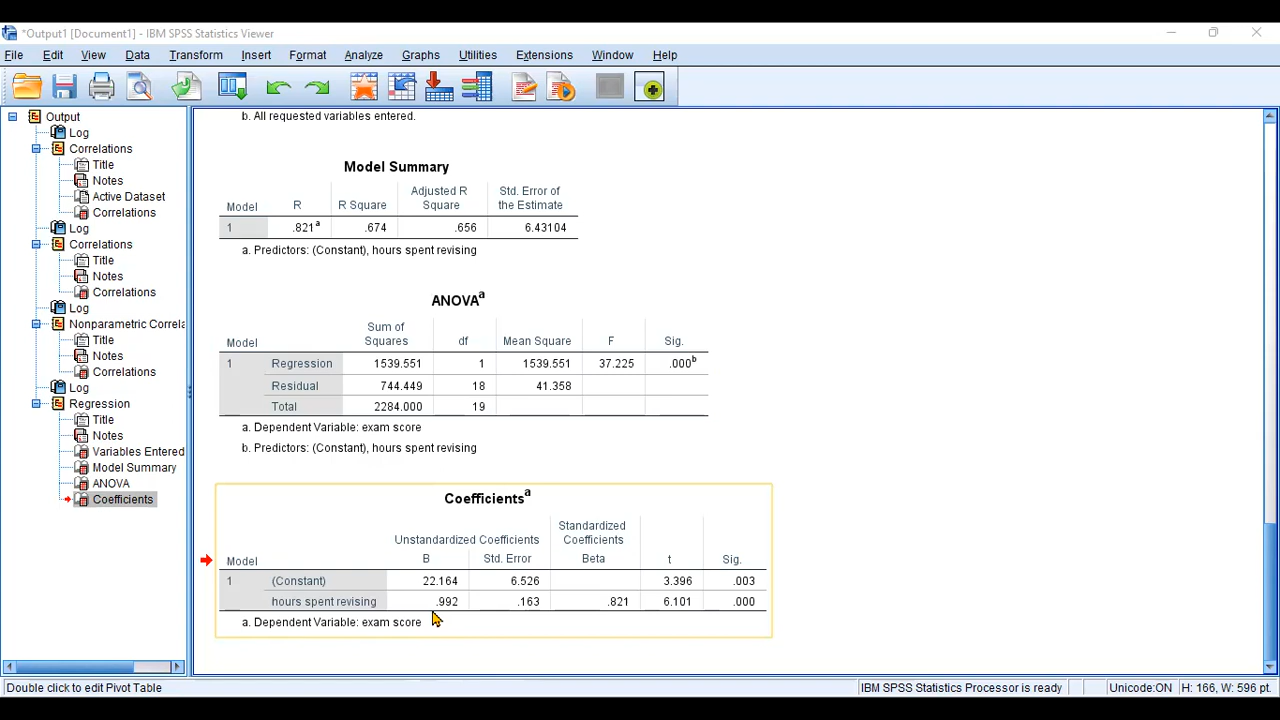 *Output1 [Document1] - IBM SPSS Statistics Viewer
File Edit View Data Transform Insert Format Analyze Graphs Utilities Extensions Window Help
Output
Log
Correlations
Title
Notes
Active Dataset
Correlations
Log
Correlations
Title
Notes
Correlations
Log
Nonparametric Correla
Title
Notes
Correlations
Log
Regression
Title
Notes
Variables Entered
Model Summary
ANOVA
Coefficients
b. All requested variables entered.
Model Summary
Model R R Square Adjusted R Square Std. Error of the Estimate
1 .821a .674 .656 6.43104
a. Predictors: (Constant), hours spent revising
ANOVAa
Model Sum of Squares df Mean Square F Sig.
1 Regression 1539.551 1 1539.551 37.225 .000b
Residual 744.449 18 41.358
Total 2284.000 19
a. Dependent Variable: exam score
b. Predictors: (Constant), hours spent revising
Coefficientsa
Unstandardized Coefficients Standardized Coefficients
Model B Std. Error Beta t Sig.
1 (Constant) 22.164 6.526 3.396 .003
hours spent revising .992 .163 .821 6.101 .000
a. Dependent Variable: exam score
Double click to edit Pivot Table IBM SPSS Statistics Processor is ready Unicode:ON H: 166, W: 596 pt.